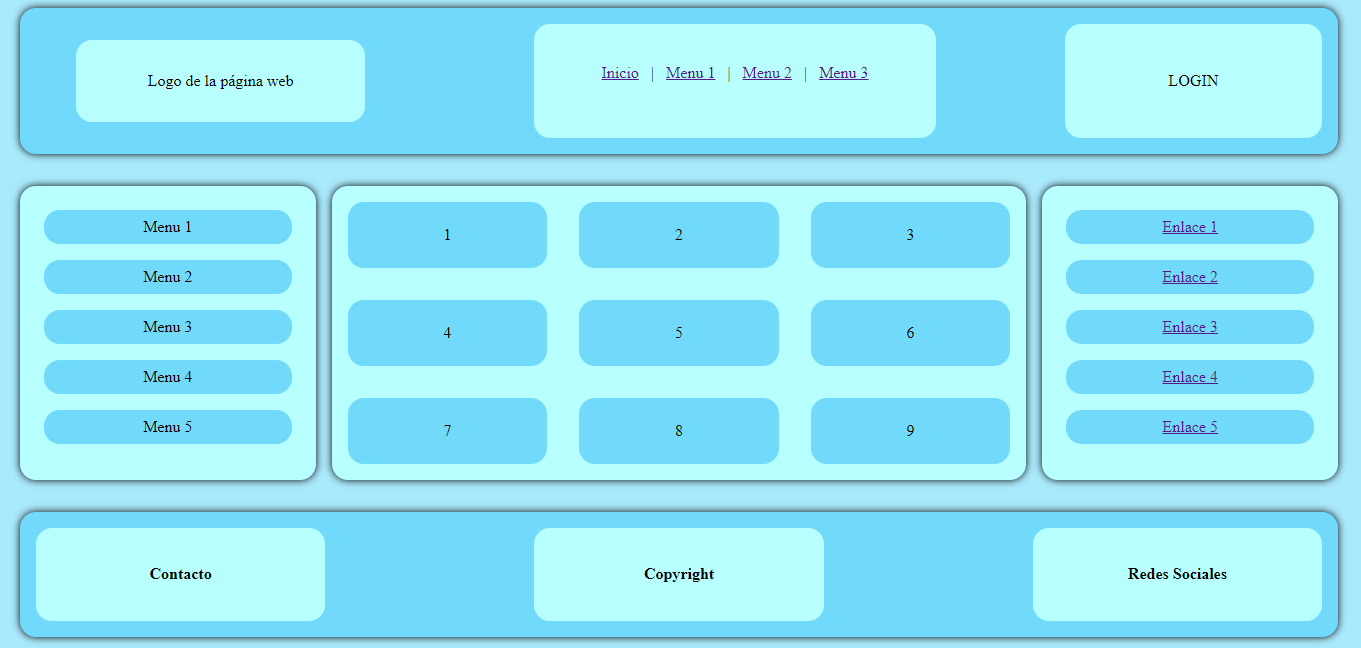 Logo de la página web
Inicio | Menu 1 | Menu 2 | Menu 3
LOGIN
Menu 1
Menu 2
Menu 3
Menu 4
Menu 5
1 2 3
4 5 6
7 8 9
Enlace 1
Enlace 2
Enlace 3
Enlace 4
Enlace 5
Contacto
Copyright
Redes Sociales